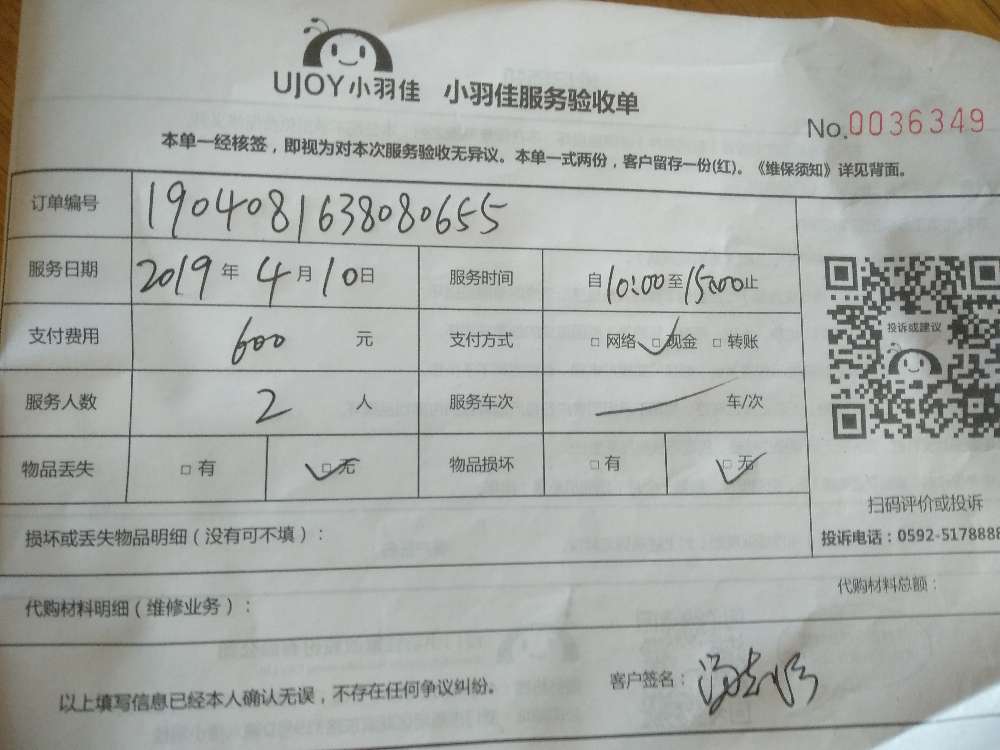 UJOY小羽佳 小羽佳服务验收单
No.0036349
本单一经核签，即视为对本次服务验收无异议。本单一式两份，客户留存一份(红)。《维保须知》详见背面。
订单编号 190408163808​0655
服务日期 2019 年 4 月 10 日 服务时间 自10:00至15:00止
支付费用 600 元 支付方式 □ 网络 □ 现金 □ 转账
投诉或建议
服务人数 2 人 服务车次 车/次
物品丢失 □ 有 □ 无 物品损坏 □ 有 □ 无
扫码评价或投诉
投诉电话：0592-5178888
损坏或丢失物品明细（没有可不填）：
代购材料明细（维修业务）： 代购材料总额：
以上填写信息已经本人确认无误，不存在任何争议纠纷。 客户签名：